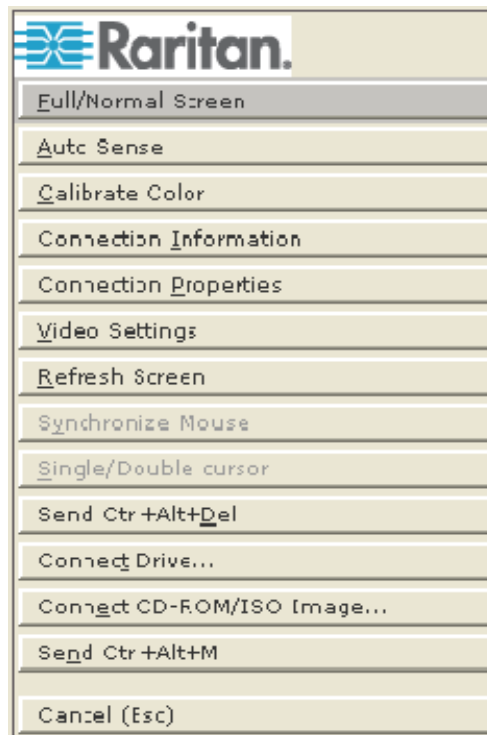 Raritan.
Full/Normal Screen
Auto Sense
Calibrate Color
Connection Information
Connection Properties
Video Settings
Refresh Screen
Synchronize Mouse
Single/Double cursor
Send Ctrl+Alt+Del
Connect Drive...
Connect CD-ROM/ISO Image...
Send Ctrl+Alt+M
Cancel (Esc)